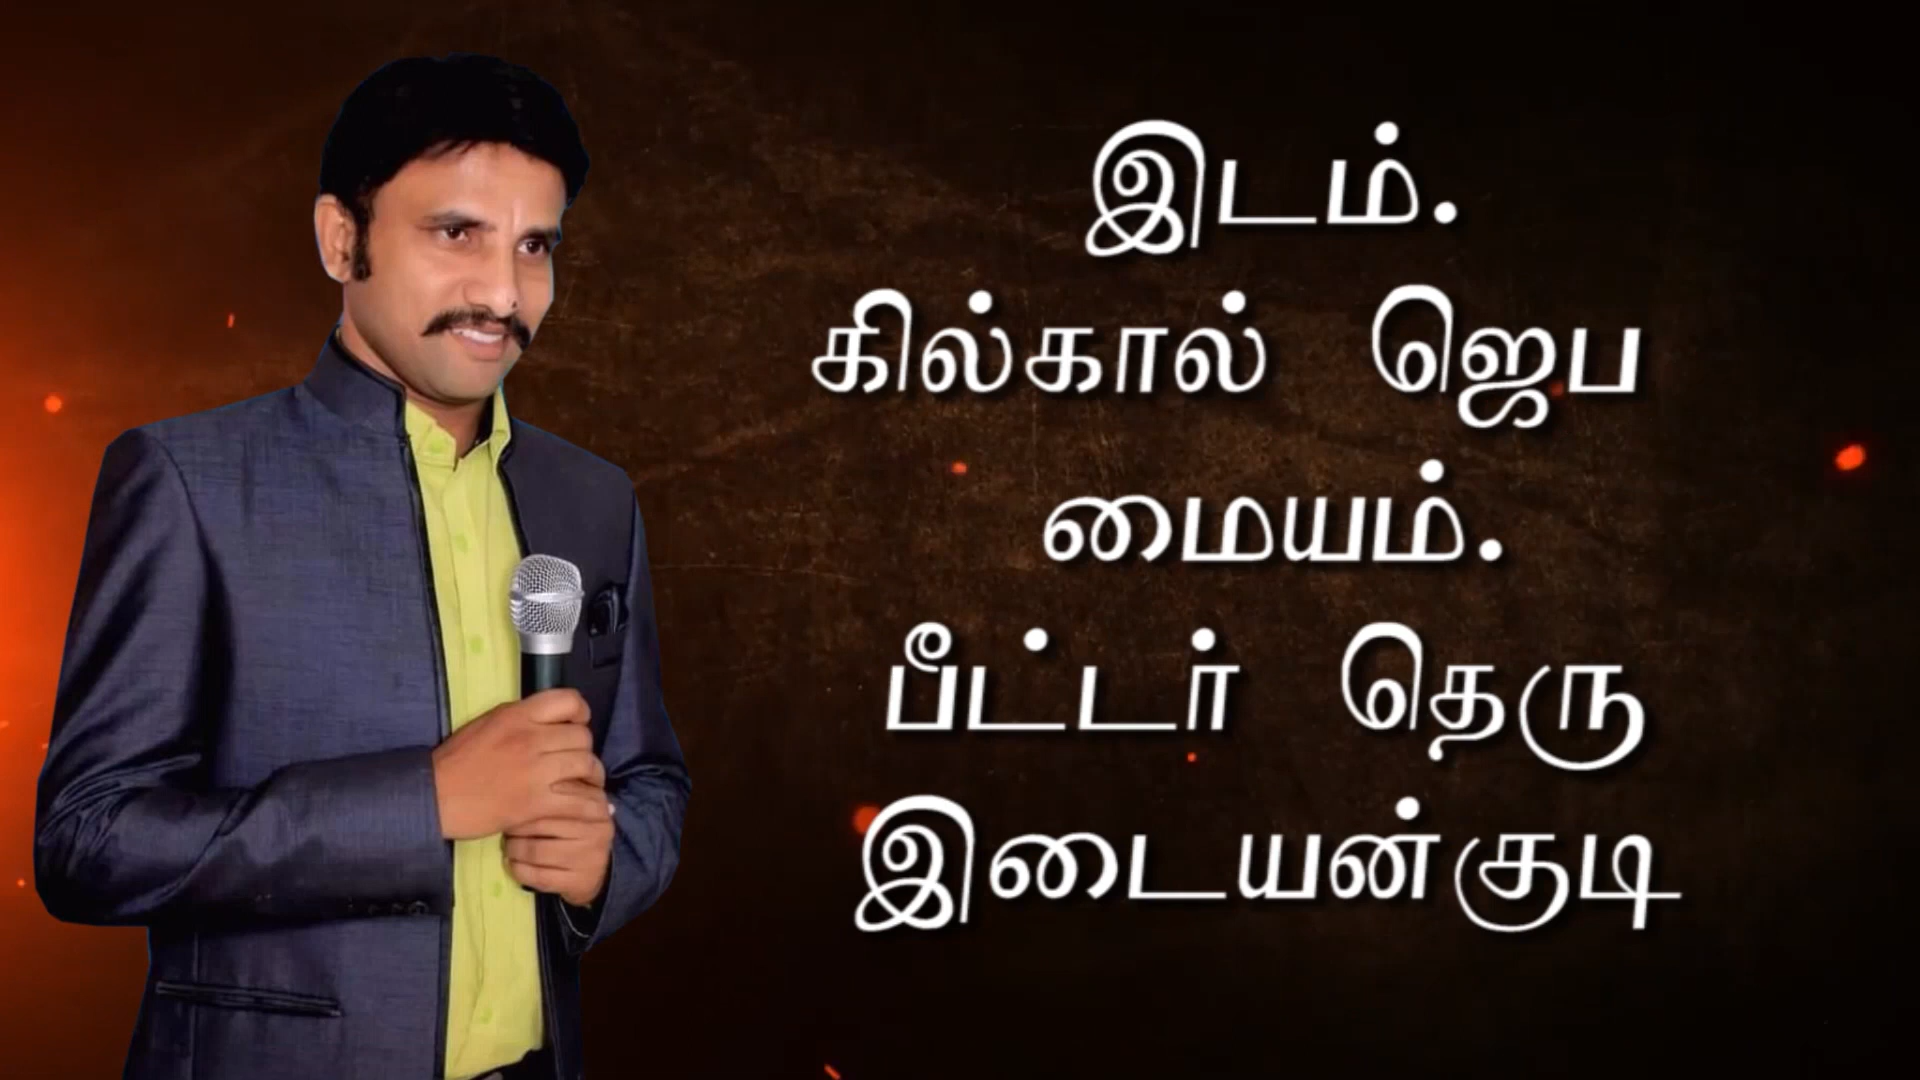 இடம்.
கில்கால் ஜெப
மையம்.
பீட்டர் தெரு
இடையன்குடி